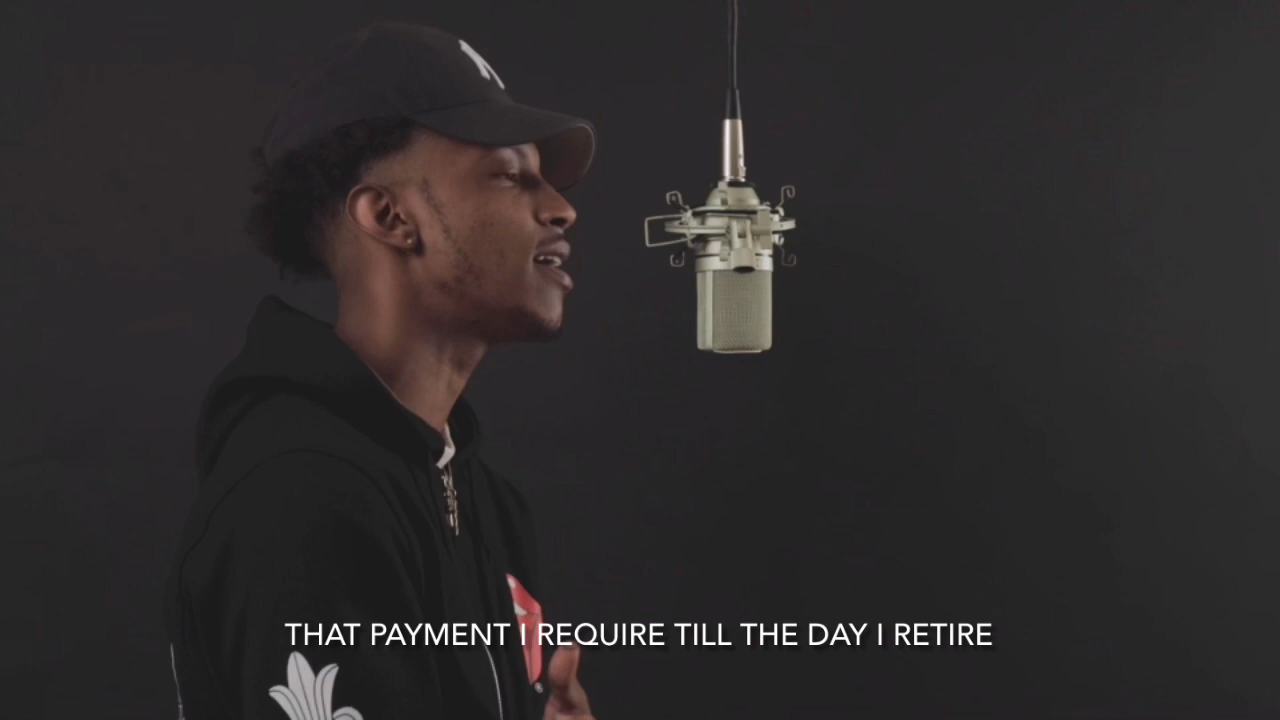 THAT PAYMENT I REQUIRE TILL THE DAY I RETIRE